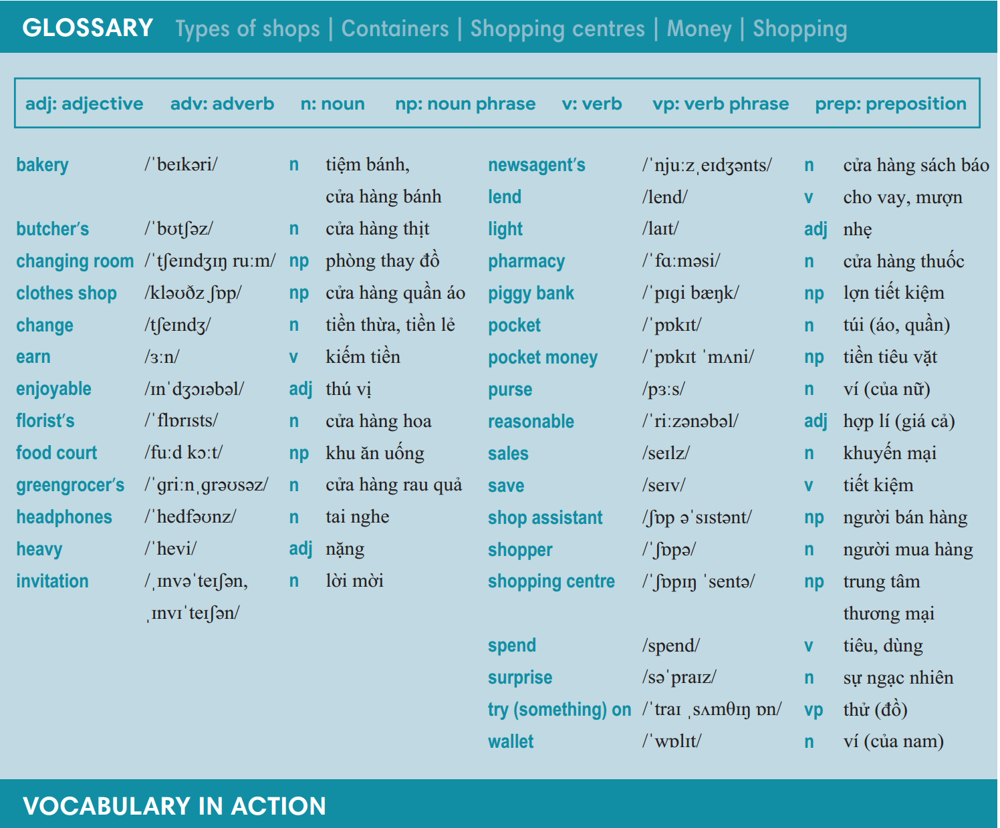 GLOSSARY Types of shops | Containers | Shopping centres | Money | Shopping
adj: adjective adv: adverb n: noun np: noun phrase v: verb vp: verb phrase prep: preposition
bakery /ˈbeɪkəri/ n tiệm bánh,
cửa hàng bánh
butcher's /ˈbʊtʃəz/ n cửa hàng thịt
changing room /ˈtʃeɪndʒɪŋ ruːm/ np phòng thay đồ
clothes shop /kləʊðz ʃɒp/ np cửa hàng quần áo
change /tʃeɪndʒ/ n tiền thừa, tiền lẻ
earn /ɜːn/ v kiếm tiền
enjoyable /ɪnˈdʒɔɪəbəl/ adj thú vị
florist's /ˈflɒrɪsts/ n cửa hàng hoa
food court /fuːd kɔːt/ np khu ăn uống
greengrocer's /ˈɡriːnˌɡrəʊsəz/ n cửa hàng rau quả
headphones /ˈhedfəʊnz/ n tai nghe
heavy /ˈhevi/ adj nặng
invitation /ˌɪnvəˈteɪʃən, n lời mời
ˌɪnvɪˈteɪʃən/
newsagent's /ˈnjuːzˌeɪdʒənts/ n cửa hàng sách báo
lend /lend/ v cho vay, mượn
light /laɪt/ adj nhẹ
pharmacy /ˈfɑːməsi/ n cửa hàng thuốc
piggy bank /ˈpɪɡi bæŋk/ np lợn tiết kiệm
pocket /ˈpɒkɪt/ n túi (áo, quần)
pocket money /ˈpɒkɪt ˈmʌni/ np tiền tiêu vặt
purse /pɜːs/ n ví (của nữ)
reasonable /ˈriːzənəbəl/ adj hợp lí (giá cả)
sales /seɪlz/ n khuyến mại
save /seɪv/ v tiết kiệm
shop assistant /ʃɒp əˈsɪstənt/ np người bán hàng
shopper /ˈʃɒpə/ n người mua hàng
shopping centre /ˈʃɒpɪŋ ˈsentə/ np trung tâm
thương mại
spend /spend/ v tiêu, dùng
surprise /səˈpraɪz/ n sự ngạc nhiên
try (something) on /ˈtraɪ ˌsʌmθɪŋ ɒn/ vp thử (đồ)
wallet /ˈwɒlɪt/ n ví (của nam)
VOCABULARY IN ACTION